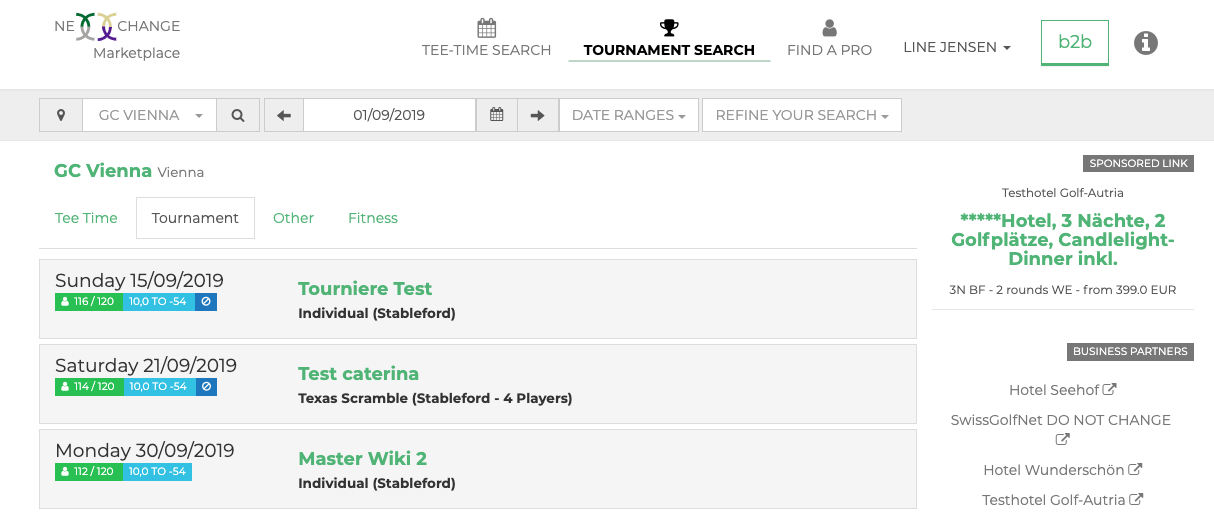 NE CHANGE
Marketplace
TEE-TIME SEARCH
TOURNAMENT SEARCH
FIND A PRO
LINE JENSEN
b2b
GC VIENNA
01/09/2019
DATE RANGES
REFINE YOUR SEARCH
GC Vienna Vienna
Tee Time
Tournament
Other
Fitness
Sunday 15/09/2019
116 / 120
10,0 TO -54
Tourniere Test
Individual (Stableford)
Saturday 21/09/2019
114 / 120
10,0 TO -54
Test caterina
Texas Scramble (Stableford - 4 Players)
Monday 30/09/2019
112 / 120
10,0 TO -54
Master Wiki 2
Individual (Stableford)
SPONSORED LINK
Testhotel Golf-Autria
*****Hotel, 3 Nächte, 2
Golfplätze, Candlelight-
Dinner inkl.
3N BF - 2 rounds WE - from 399.0 EUR
BUSINESS PARTNERS
Hotel Seehof
SwissGolfNet DO NOT CHANGE
Hotel Wunderschön
Testhotel Golf-Autria